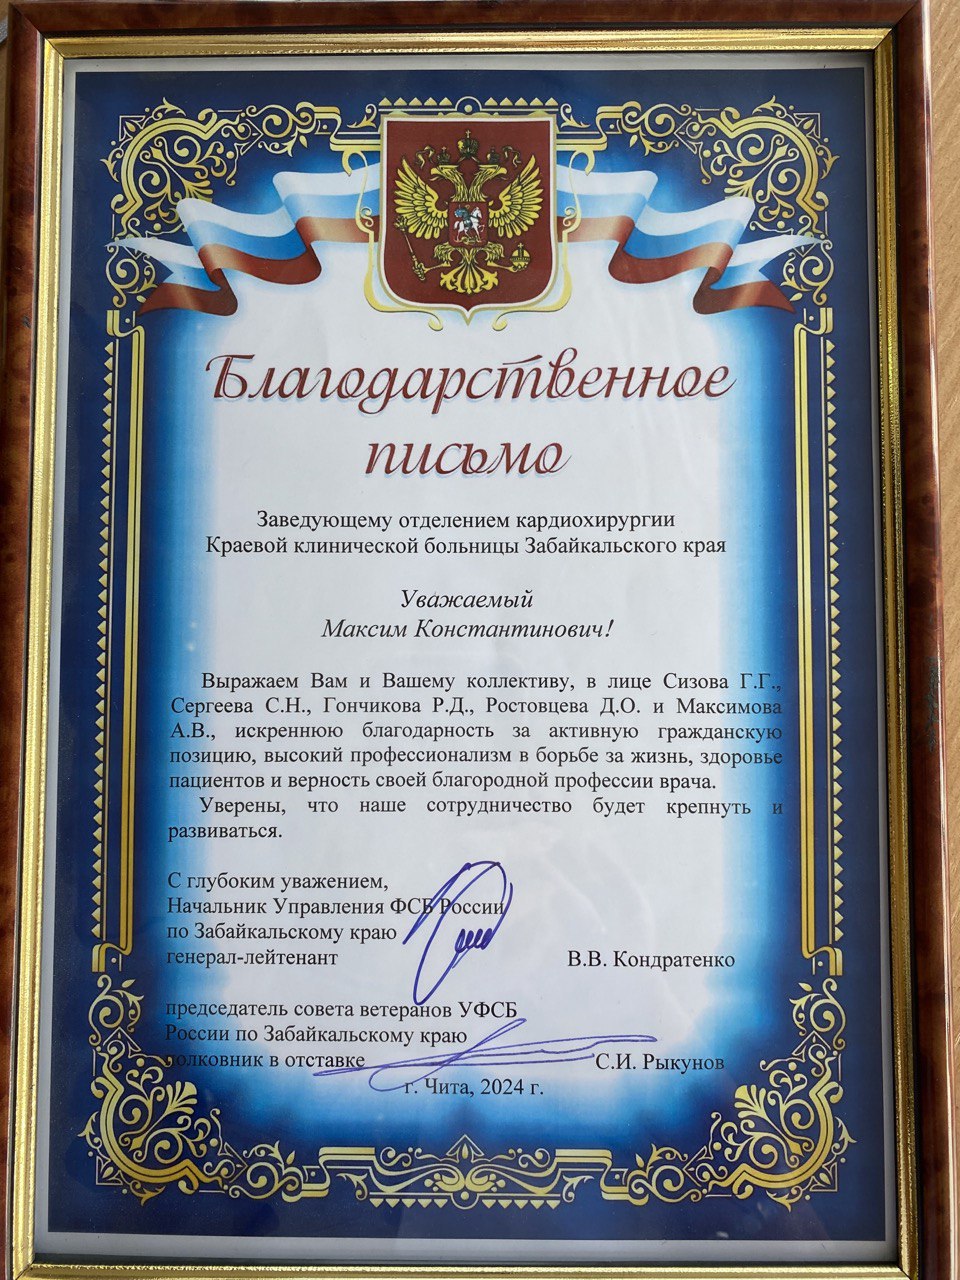 Благодарственное
письмо
Заведующему отделением кардиохирургии
Краевой клинической больницы Забайкальского края
Уважаемый
Максим Константинович!
Выражаем Вам и Вашему коллективу, в лице Сизова Г.Г.,
Сергеева С.Н., Гончикова Р.Д., Ростовцева Д.О. и Максимова
А.В., искреннюю благодарность за активную гражданскую
позицию, высокий профессионализм в борьбе за жизнь, здоровье
пациентов и верность своей благородной профессии врача.
Уверены, что наше сотрудничество будет крепнуть и
развиваться.
С глубоким уважением,
Начальник Управления ФСБ России
по Забайкальскому краю
генерал-лейтенант В.В. Кондратенко
председатель совета ветеранов УФСБ
России по Забайкальскому краю
полковник в отставке С.И. Рыкунов
г. Чита, 2024 г.